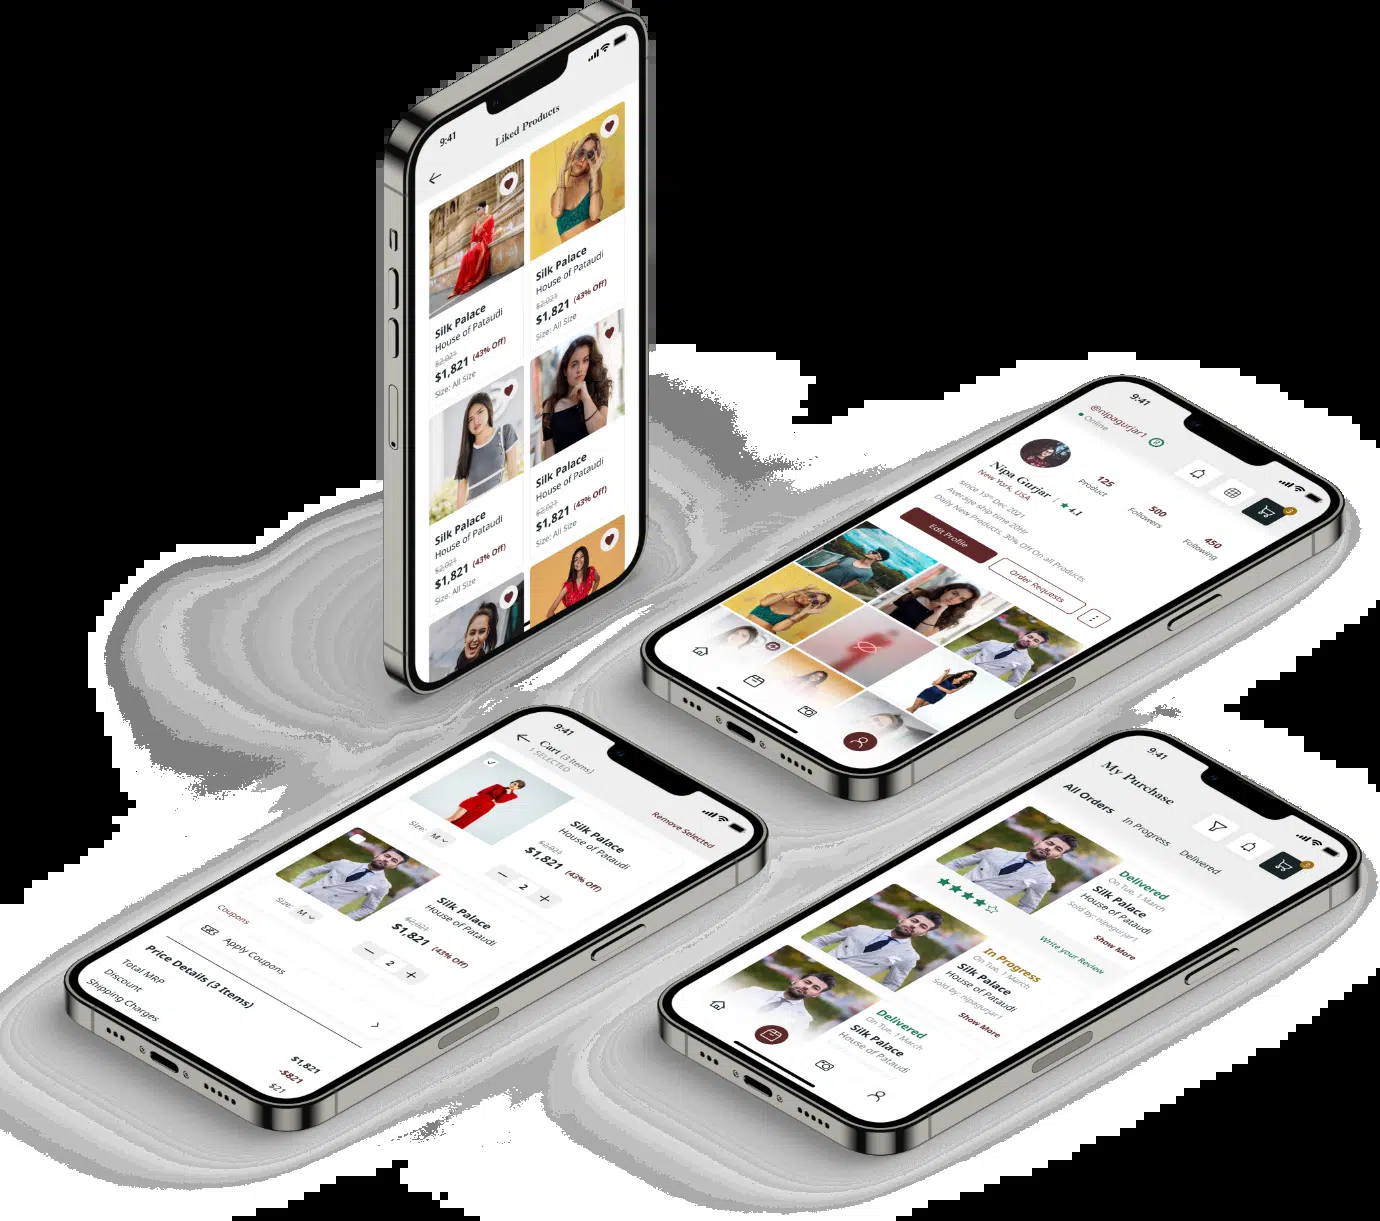 9:41
Liked Products
Silk Palace
House of Pataudi
$2,021
$1,821 (43% Off)
Size: All Size
Silk Palace
House of Pataudi
$2,021
$1,821 (43% Off)
Size: All Size
Silk Palace
House of Pataudi
$2,021
$1,821 (43% Off)
Size: All Size
Silk Palace
House of Pataudi
$2,021
$1,821 (43% Off)
Size: All Size
9:41
@nipagurjar1
Online
Nipa Gurjar
4.1
New York, USA
125
Product
500
Followers
450
Following
since 19th Dec 2021
Average ship time 20Hr
Daily New Products, 30% Off On all Products
Edit Profile
Order Requests
9:41
Cart (3 Items)
1 SELECTED
Remove Selected
Silk Palace
House of Pataudi
$2,021
$1,821 (43% Off)
Size: M
2
Silk Palace
House of Pataudi
$2,021
$1,821 (43% Off)
Size: M
2
Coupons
Apply Coupons
Price Details (3 Items)
Total MRP
$1,821
Discount
-$821
Shipping Charges
$21
9:41
My Purchase
All Orders
In Progress
Delivered
Delivered
On Tue, 1 March
Silk Palace
House of Pataudi
Sold by: nipagurjar1
Show More
Write your Review
In Progress
On Tue, 1 March
Silk Palace
House of Pataudi
Sold by: nipagurjar1
Show More
Delivered
On Tue, 1 March
Silk Palace
House of Pataudi